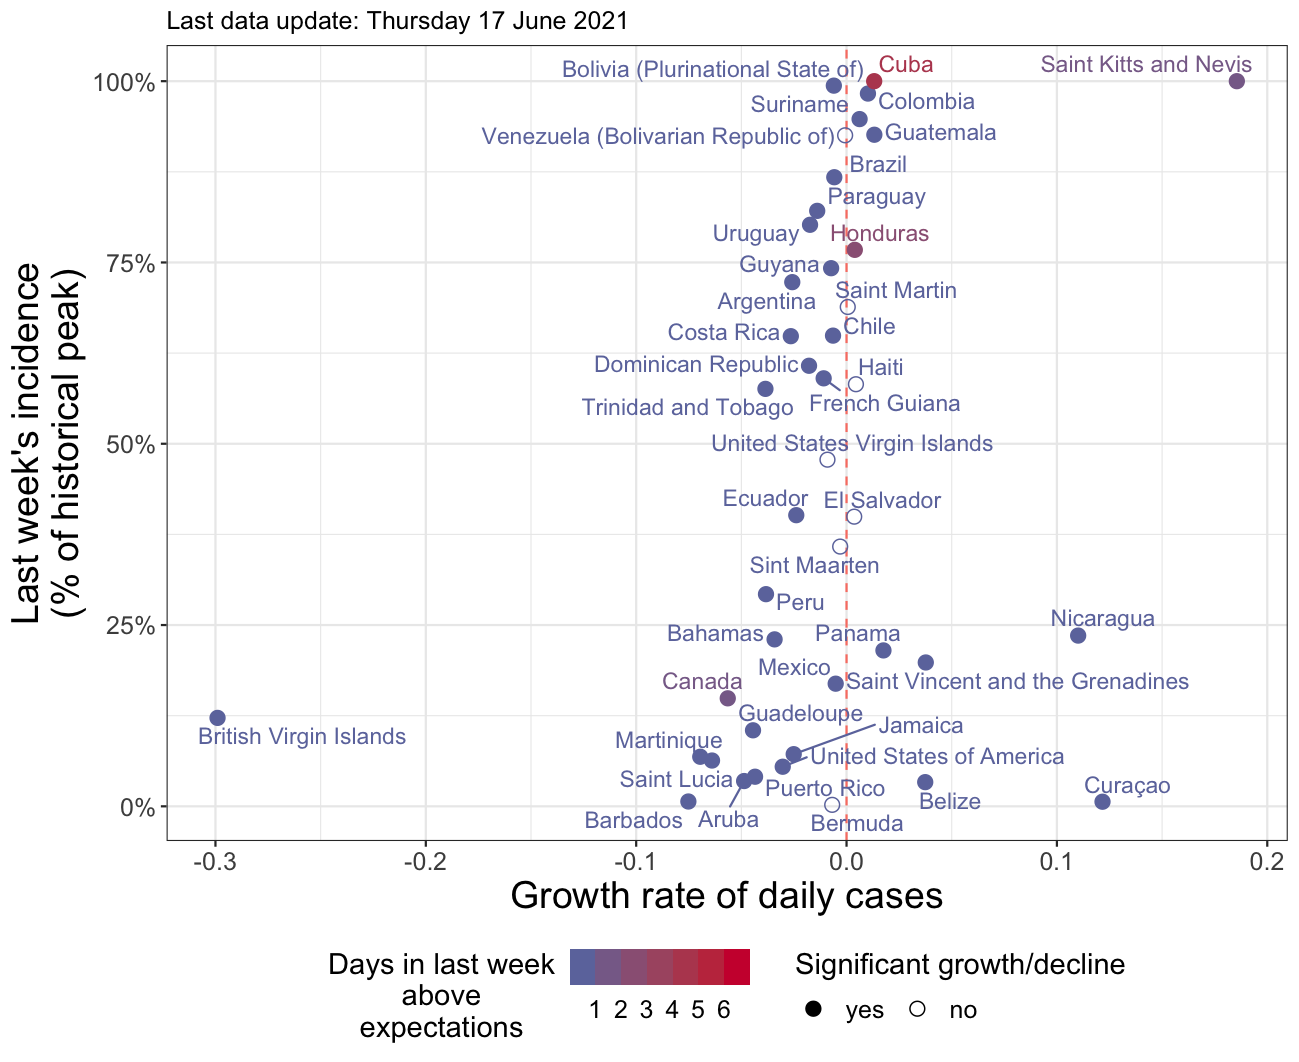 Last data update: Thursday 17 June 2021
Last week's incidence
(% of historical peak)
100%
75%
50%
25%
0%
Bolivia (Plurinational State of)
Cuba
Saint Kitts and Nevis
Suriname
Colombia
Venezuela (Bolivarian Republic of)
Guatemala
Brazil
Paraguay
Uruguay
Honduras
Guyana
Saint Martin
Argentina
Costa Rica
Chile
Dominican Republic
Haiti
Trinidad and Tobago
French Guiana
United States Virgin Islands
Ecuador
El Salvador
Sint Maarten
Peru
Nicaragua
Bahamas
Panama
Mexico
Canada
Saint Vincent and the Grenadines
Guadeloupe
Jamaica
British Virgin Islands
Martinique
United States of America
Saint Lucia
Puerto Rico
Curaçao
Belize
Barbados
Aruba
Bermuda
-0.3
-0.2
-0.1
0.0
0.1
0.2
Growth rate of daily cases
Days in last week
above
expectations
1 2 3 4 5 6
Significant growth/decline
yes
no